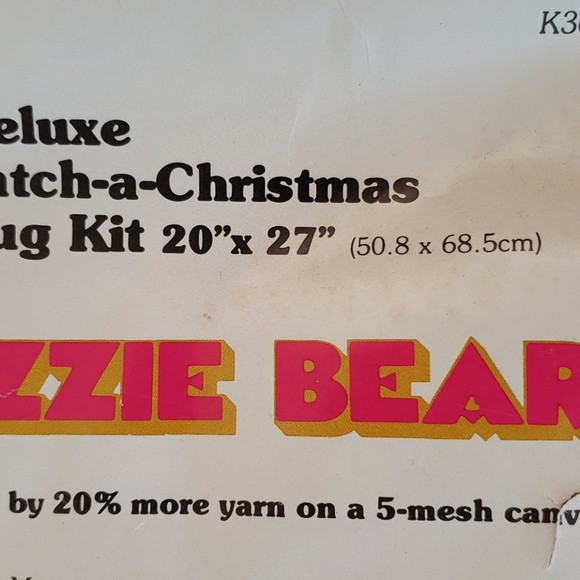 K3
eluxe
atch-a-Christmas
ug Kit 20”x 27” (50.8 x 68.5cm)
ZZIE BEAR
by 20% more yarn on a 5-mesh canv